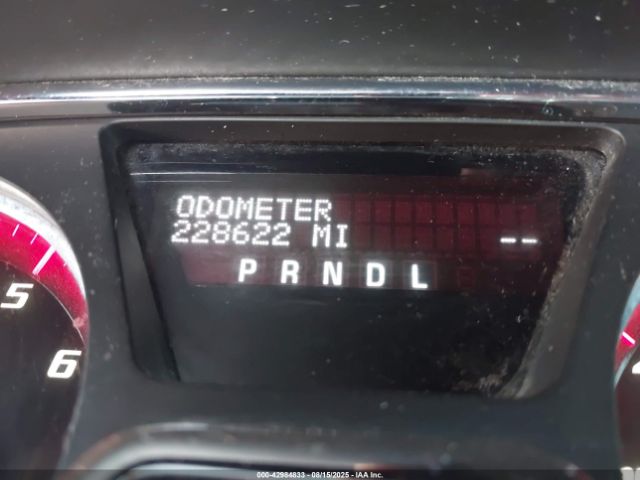 ODOMETER
228622 MI --
P R N D L
5
6
000-42984833 - 08/15/2025 - © IAA Inc.